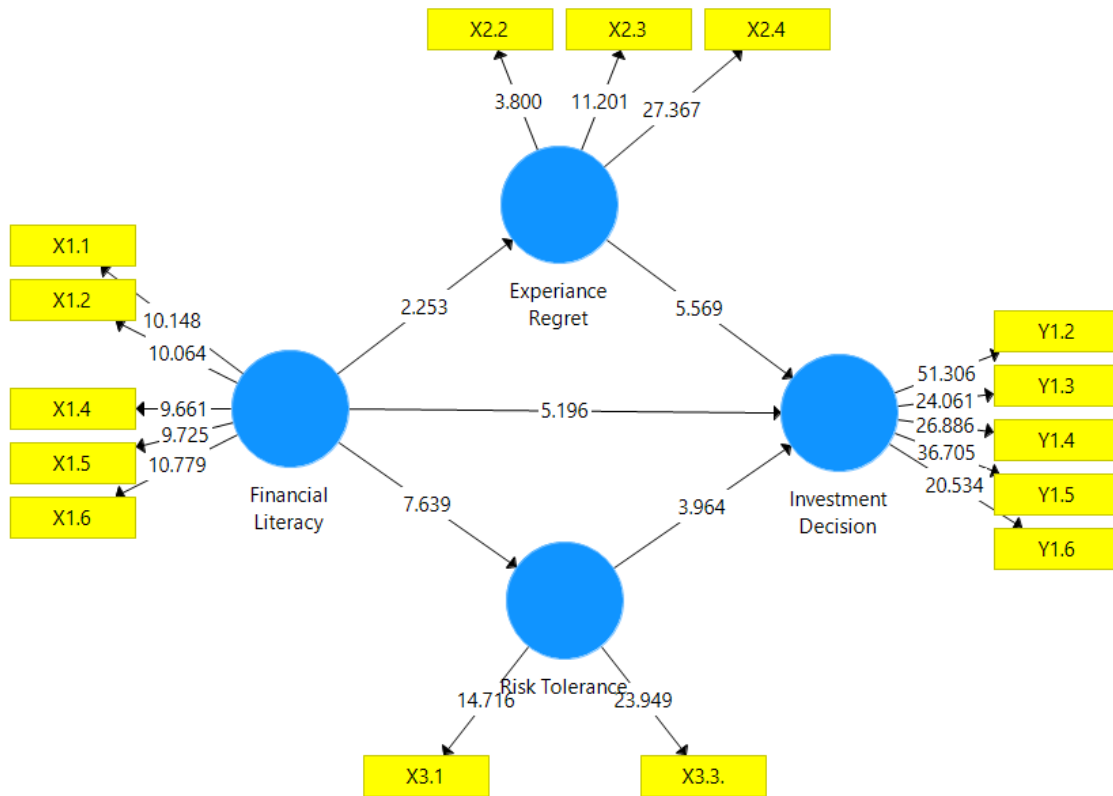 X2.2
X2.3
X2.4
3.800
11.201
27.367
X1.1
X1.2
X1.4
X1.5
X1.6
10.148
10.064
9.661
9.725
10.779
Financial
Literacy
2.253
Experiance
Regret
5.569
5.196
7.639
3.964
Risk Tolerance
14.716
23.949
X3.1
X3.3.
Investment
Decision
51.306
24.061
26.886
36.705
20.534
Y1.2
Y1.3
Y1.4
Y1.5
Y1.6